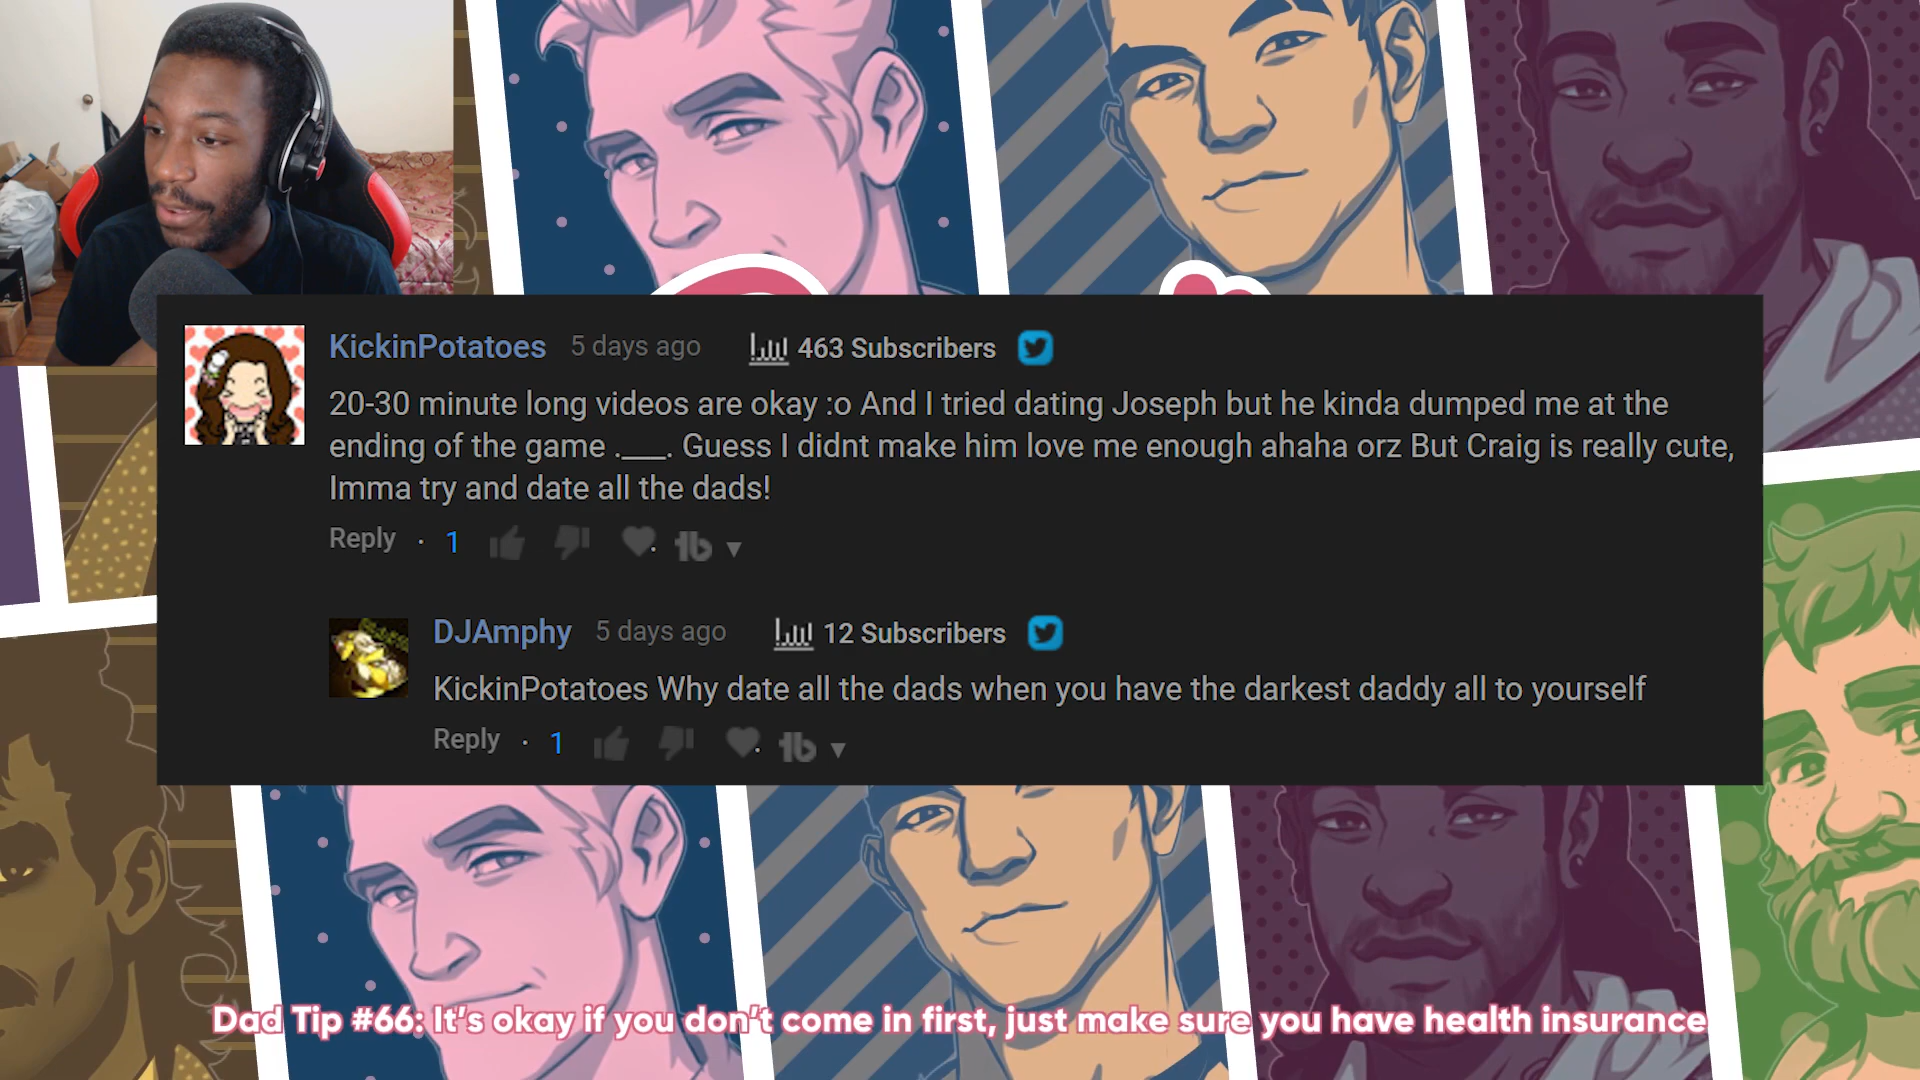 KickinPotatoes 5 days ago 463 Subscribers
20-30 minute long videos are okay :o And I tried dating Joseph but he kinda dumped me at the
ending of the game .___. Guess I didnt make him love me enough ahaha orz But Craig is really cute,
Imma try and date all the dads!
Reply · 1
DJAmphy 5 days ago 12 Subscribers
KickinPotatoes Why date all the dads when you have the darkest daddy all to yourself
Reply · 1
Dad Tip #66: It's okay if you don't come in first, just make sure you have health insurance